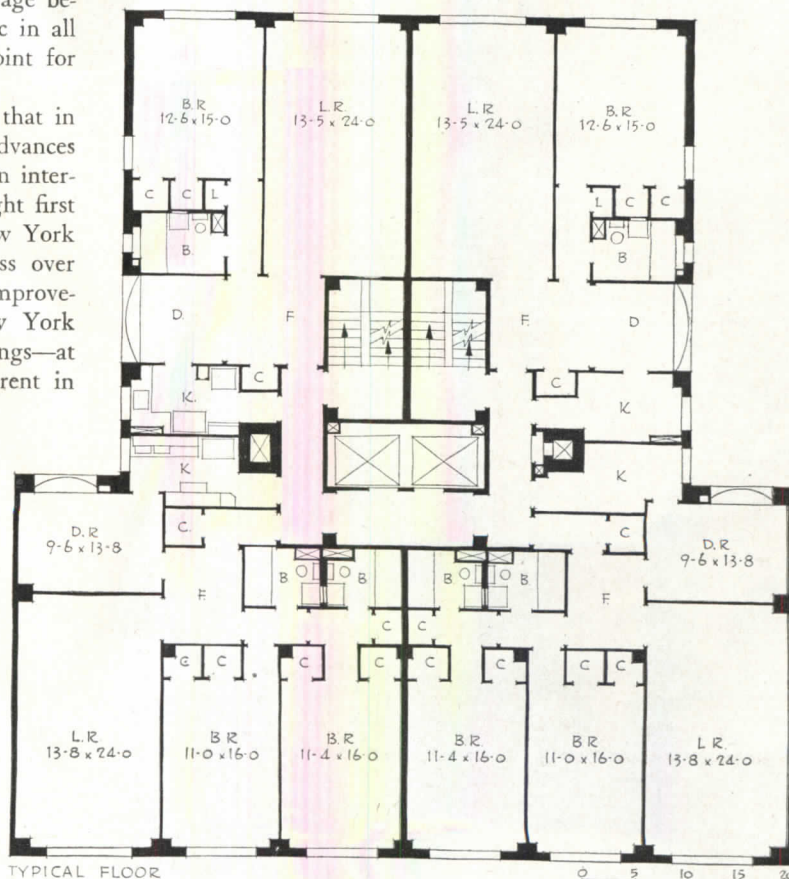 age be-
c in all
oint for
that in
dvances
n inter-
ght first
w York
ss over
mprove-
w York
ngs—at
rent in
B.R.
12-6 x 15-0
L.R.
13-5 x 24-0
L.R.
13-5 x 24-0
B.R.
12-6 x 15-0
C C L
L C C
B.
B
D.
F.
F.
D
C
C
K.
K.
K
K
C.
C
D.R.
9-6 x 13-8
D.R.
9-6 x 13-8
B B B B
F.
F.
C C
C C C C C C C C
L.R.
13-8 x 24-0
B R
11-0 x 16-0
B.R.
11-4 x 16-0
B R
11-4 x 16-0
B R
11-0 x 16-0
L R.
13-8 x 24-0
TYPICAL FLOOR
0 5 10 15 20